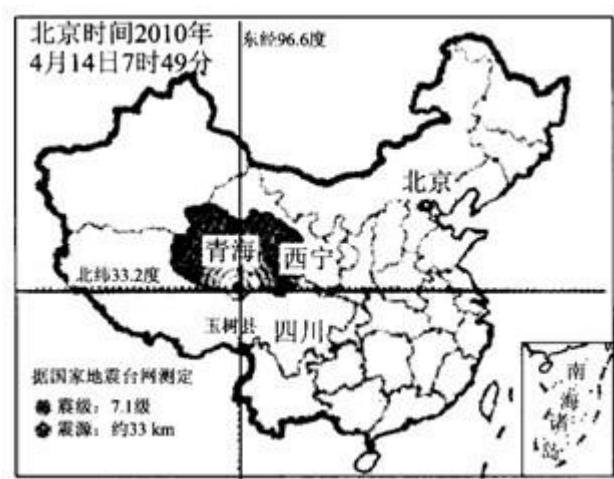 北京时间2010年
4月14日7时49分
东经96.6度
北京
青海
西宁
北纬33.2度
玉树县
四川
据国家地震台网测定
震级：7.1级
震源：约33 km
南
海
诸
岛